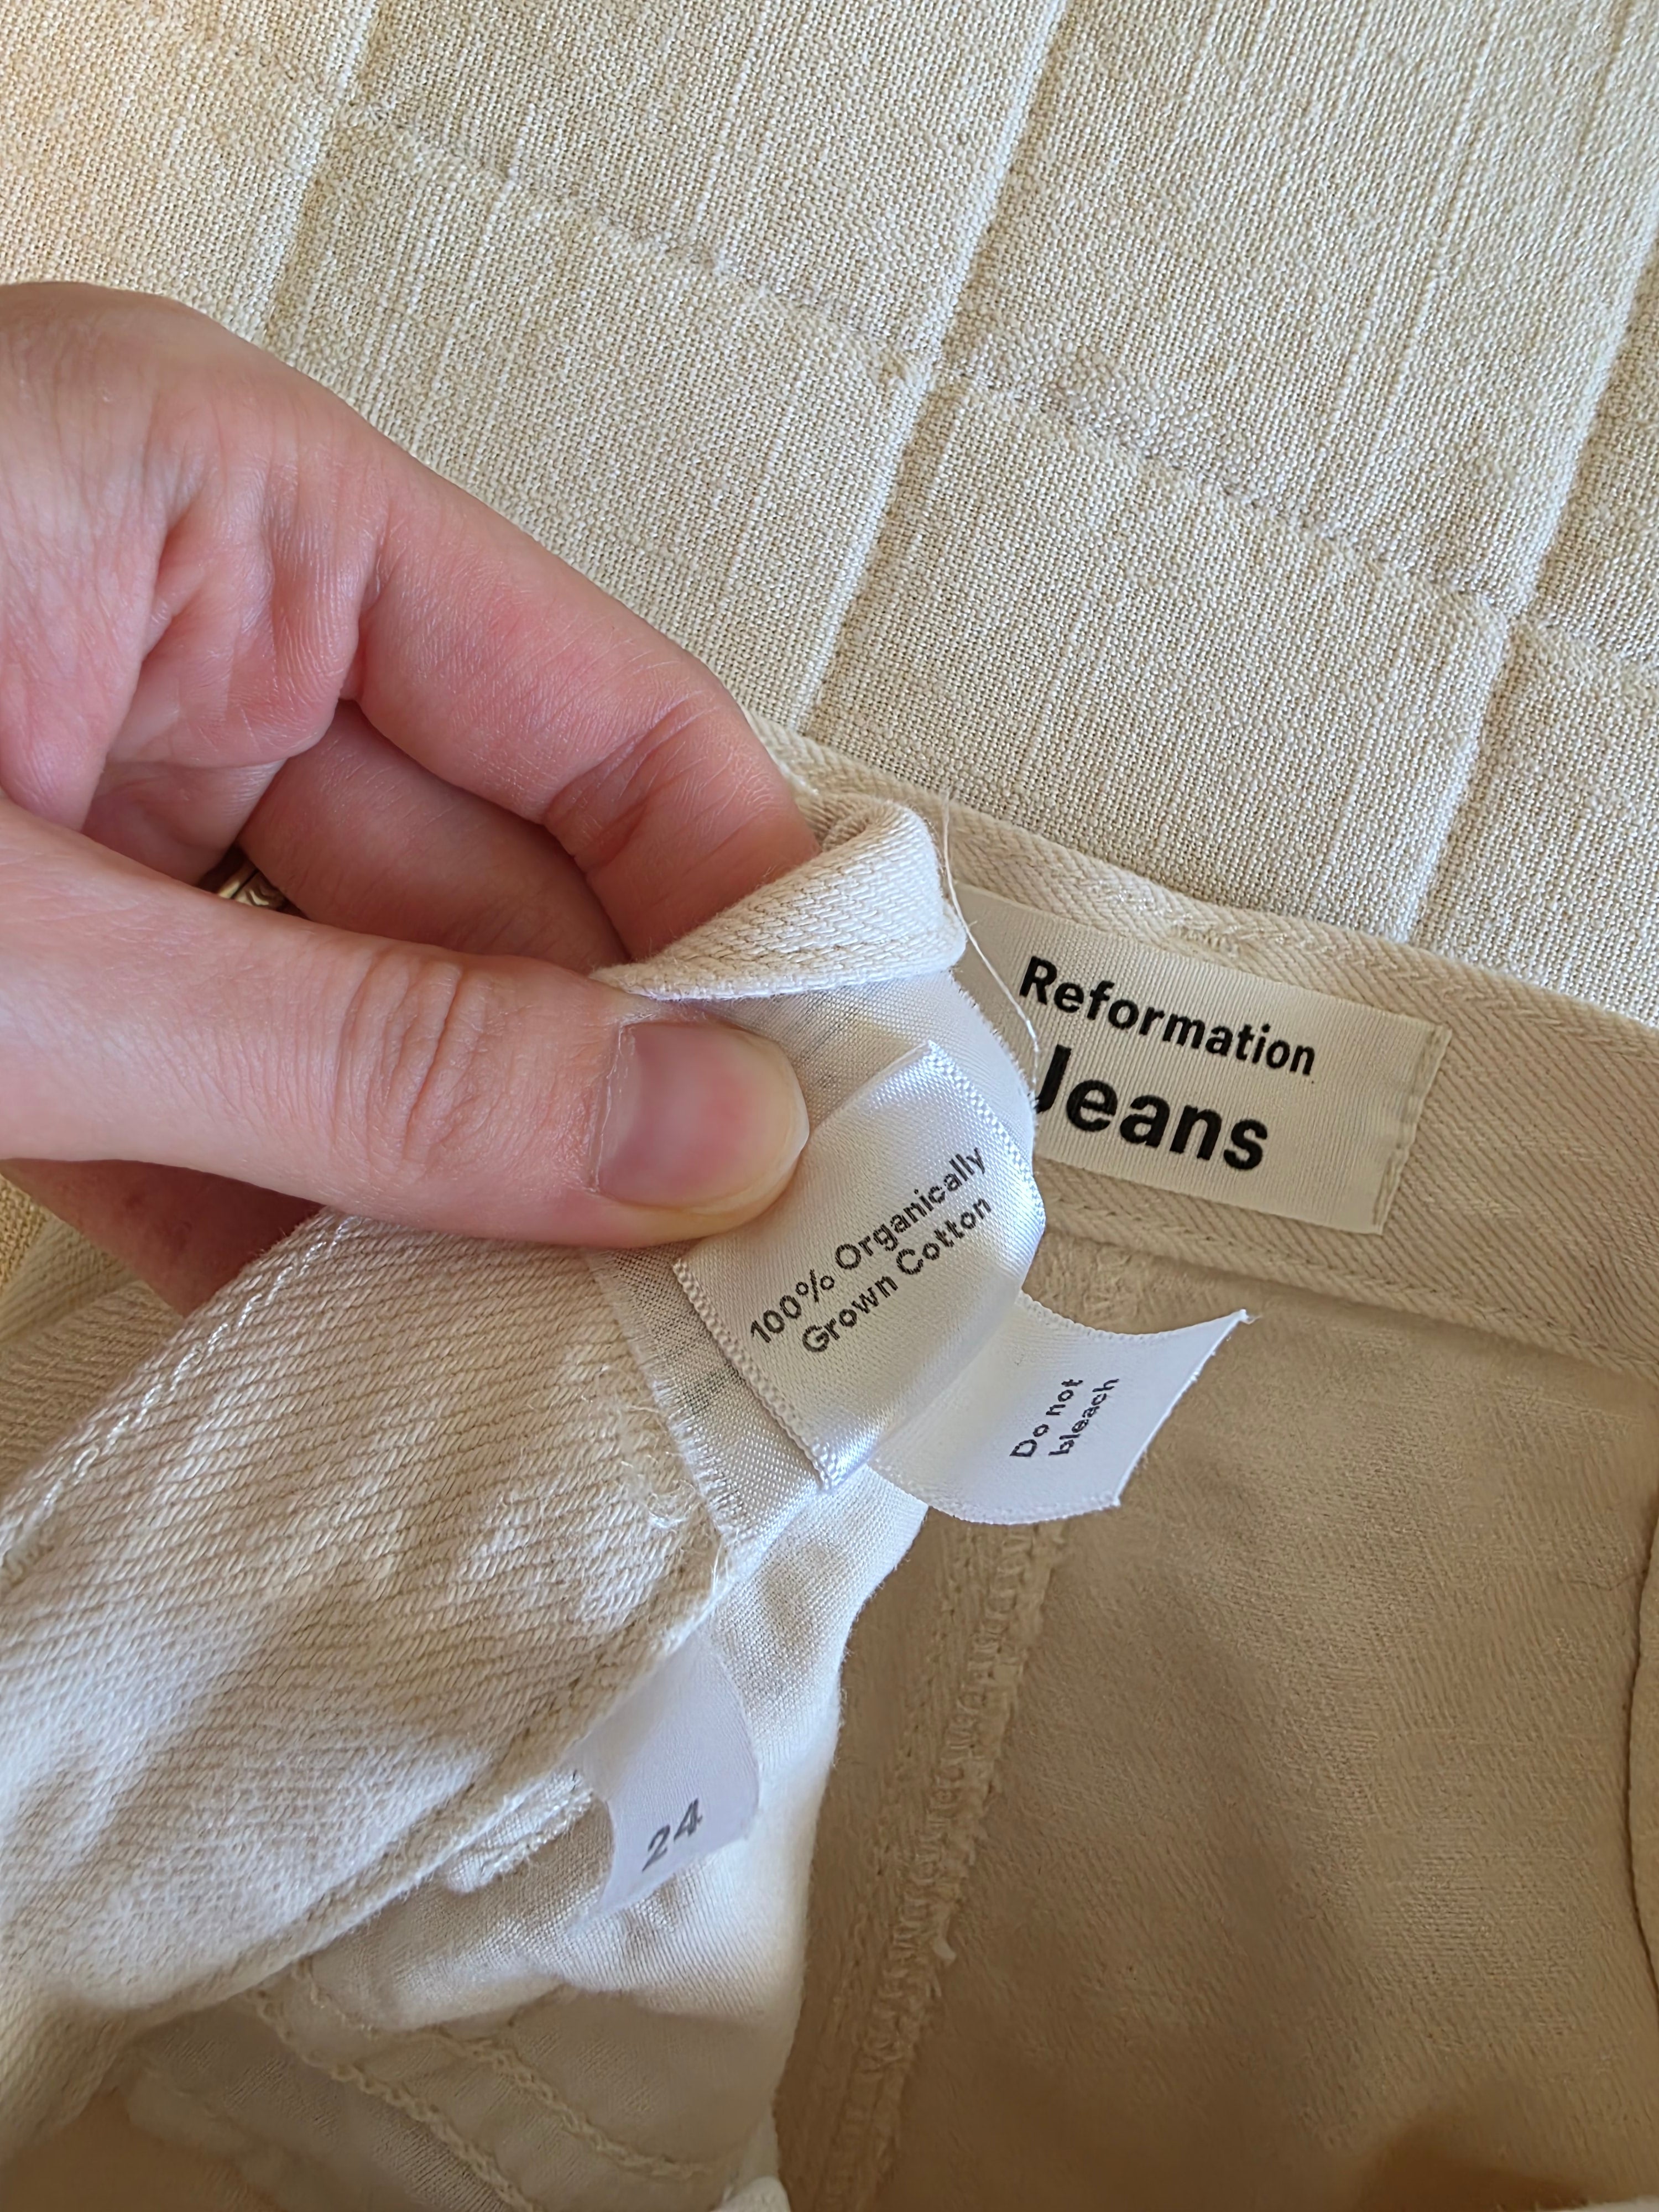 Reformation
Jeans
100% Organically
Grown Cotton
Do not
bleach
24